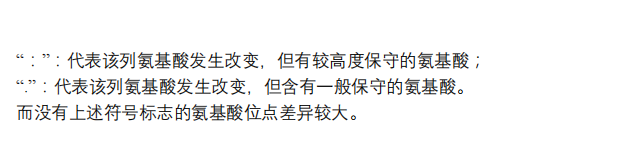 “：”：代表该列氨基酸发生改变，但有较高度保守的氨基酸；
“.”：代表该列氨基酸发生改变，但含有一般保守的氨基酸。
而没有上述符号标志的氨基酸位点差异较大。